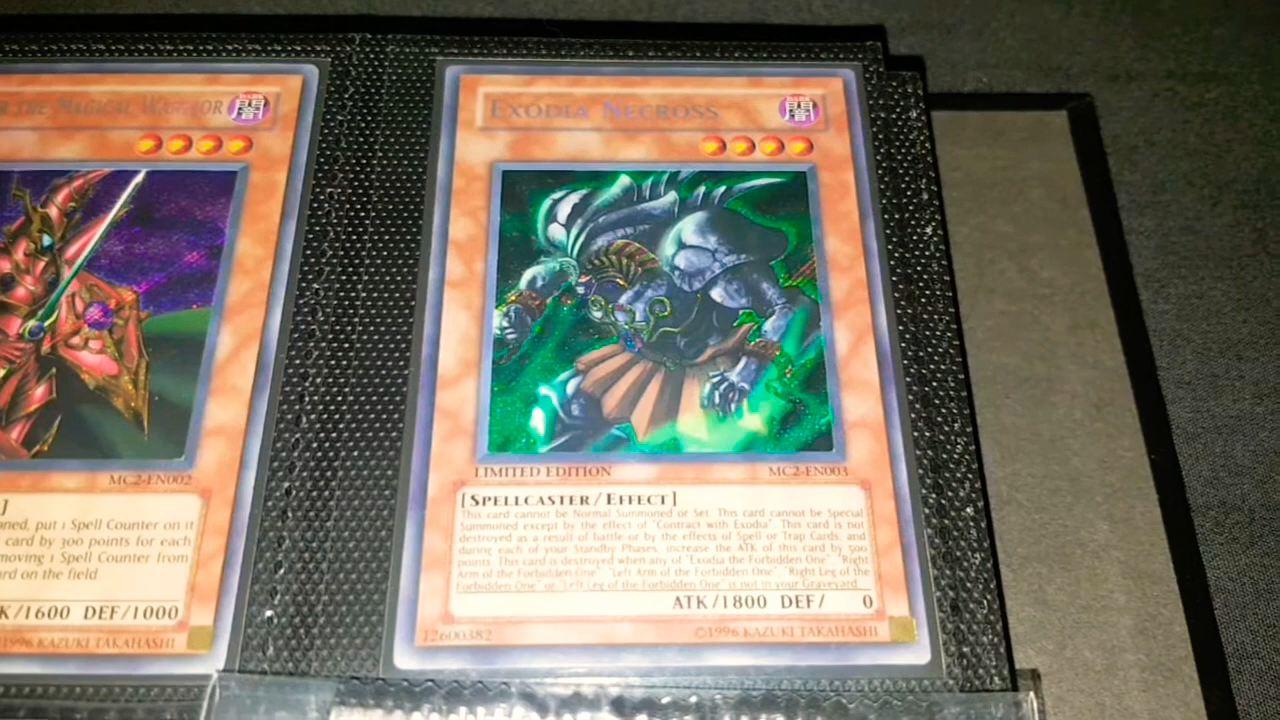 THE MAGICAL WARRIOR
DARK
闇
MC2-EN002
]
oned, put 1 Spell Counter on it
card by 300 points for each
moving 1 Spell Counter from
rd on the field
K/1600 DEF/1000
1996 KAZUKI TAKAHASHI
EXODIA NECROSS
DARK
闇
LIMITED EDITION MC2-EN003
[SPELLCASTER/EFFECT]
This card cannot be Normal Summoned or Set. This card cannot be Special
Summoned except by the effect of "Contract with Exodia". This card is not
destroyed as a result of battle or by the effects of Spell or Trap Cards, and
during each of your Standby Phases, increase the ATK of this card by 500
points. This card is destroyed when any of "Exodia the Forbidden One" "Right
Arm of the Forbidden One", "Left Arm of the Forbidden One" "Right Leg of the
Forbidden One" or "Left Leg of the Forbidden One" is not in your Graveyard.
ATK/1800 DEF/ 0
12600382 ©1996 KAZUKI TAKAHASHI